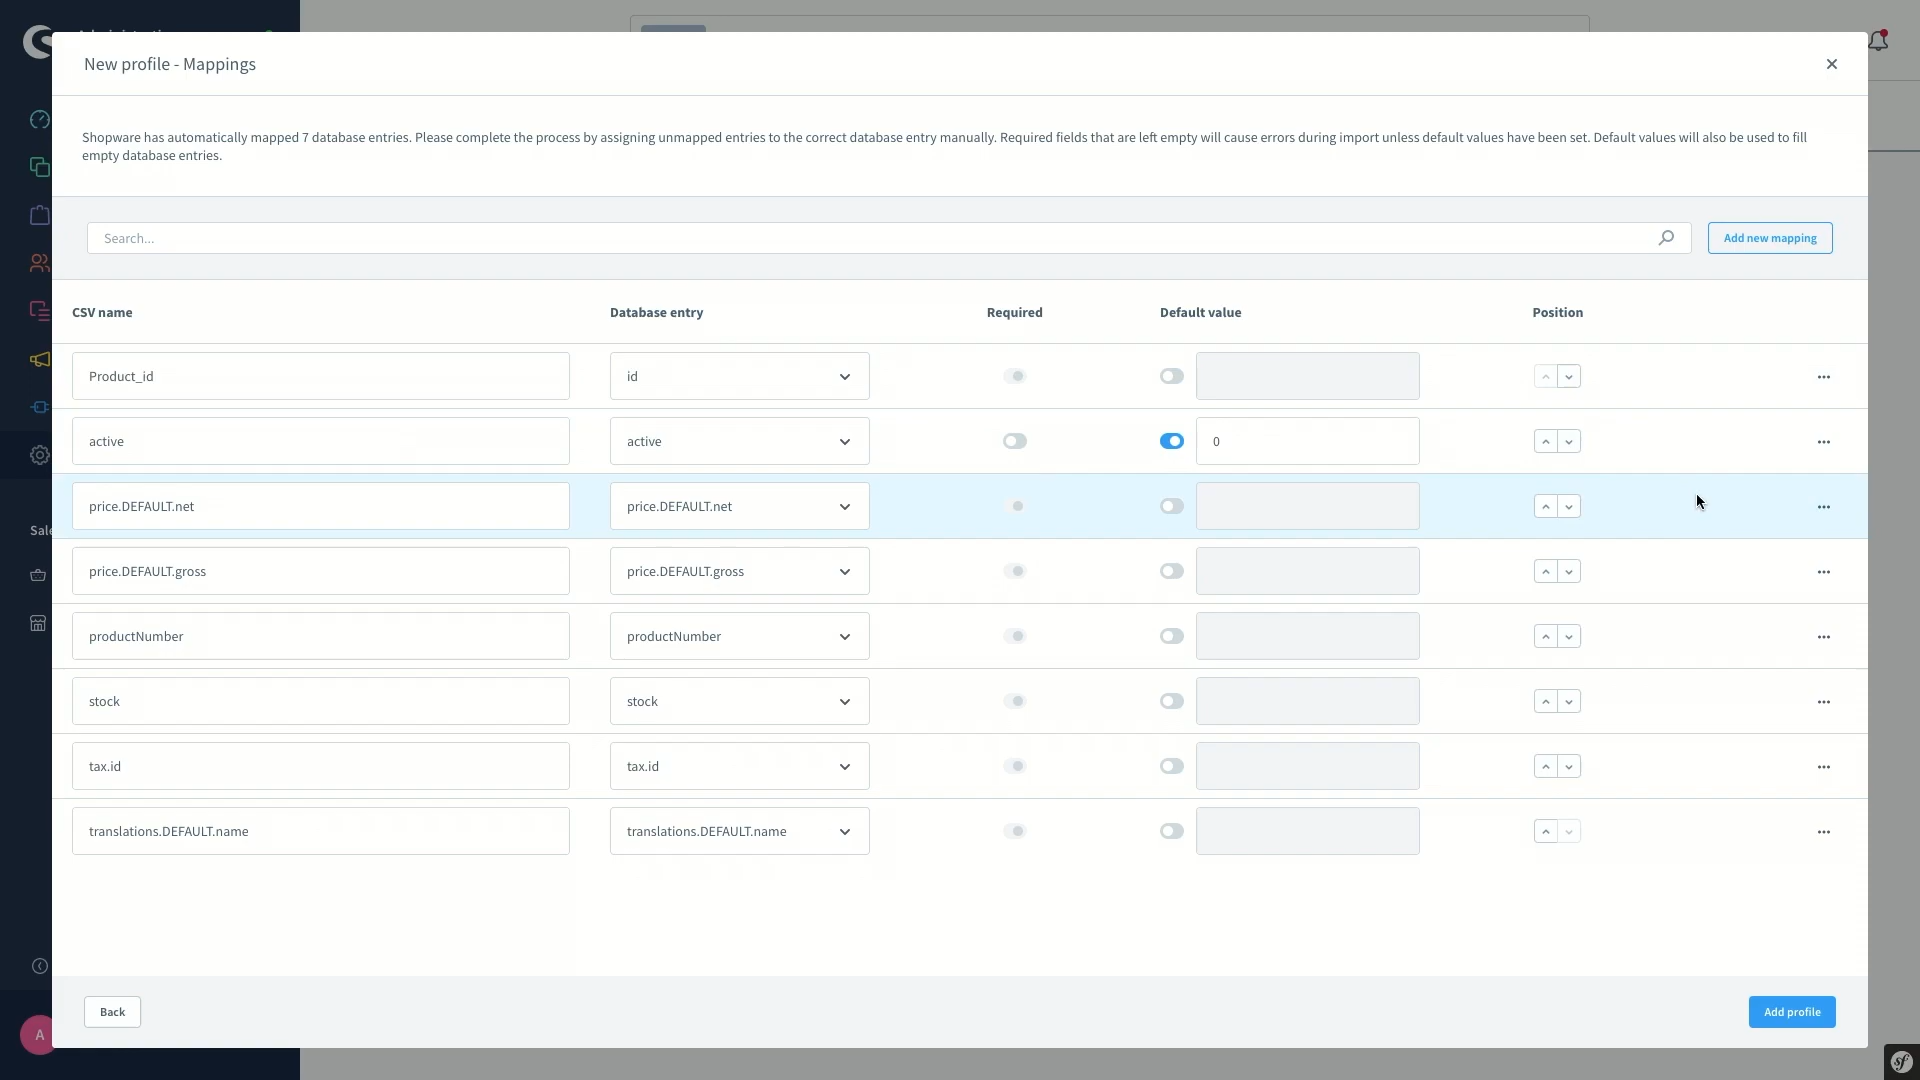 New profile - Mappings
Shopware has automatically mapped 7 database entries. Please complete the process by assigning unmapped entries to the correct database entry manually. Required fields that are left empty will cause errors during import unless default values have been set. Default values will also be used to fill
empty database entries.
Search...
Add new mapping
CSV name Database entry Required Default value Position
Product_id id
active active 0
price.DEFAULT.net price.DEFAULT.net
price.DEFAULT.gross price.DEFAULT.gross
productNumber productNumber
stock stock
tax.id tax.id
translations.DEFAULT.name translations.DEFAULT.name
A
Back
Add profile